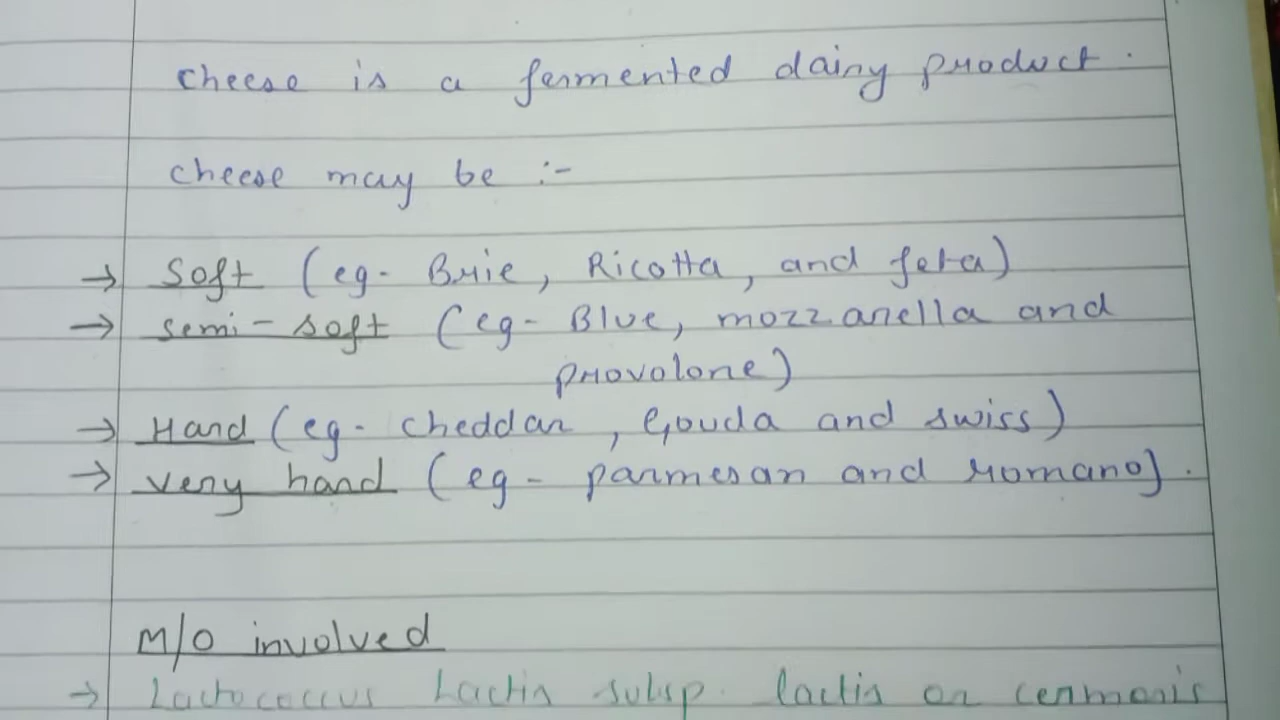 cheese is a fermented dairy product.
cheese may be :-
→ Soft (eg- Brie, Ricotta, and feta)
→ semi-soft (eg- Blue, mozzarella and
provolone)
→ Hard (eg- cheddar, Gouda and swiss)
→ very hard (eg- parmesan and romano).
M/O involved
→ Lactococcus Lactis subsp. lactis or cermoris